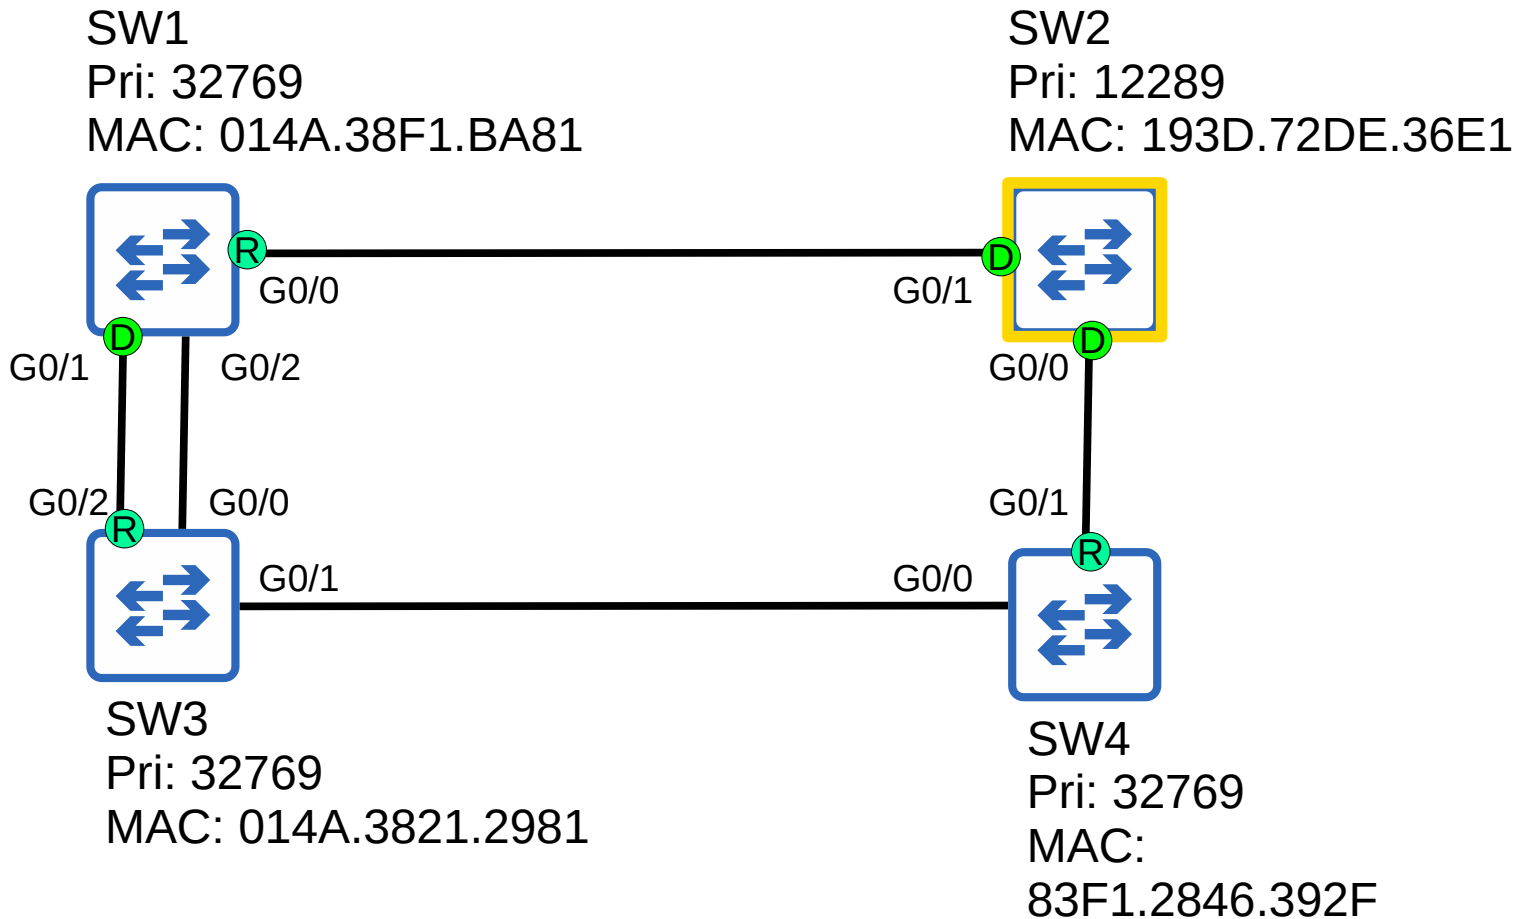 SW1
Pri: 32769
MAC: 014A.38F1.BA81
SW2
Pri: 12289
MAC: 193D.72DE.36E1
R
G0/0
D
G0/1
D
G0/1
G0/2
D
G0/0
G0/2
G0/0
R
G0/1
R
G0/1
G0/0
SW3
Pri: 32769
MAC: 014A.3821.2981
SW4
Pri: 32769
MAC:
83F1.2846.392F